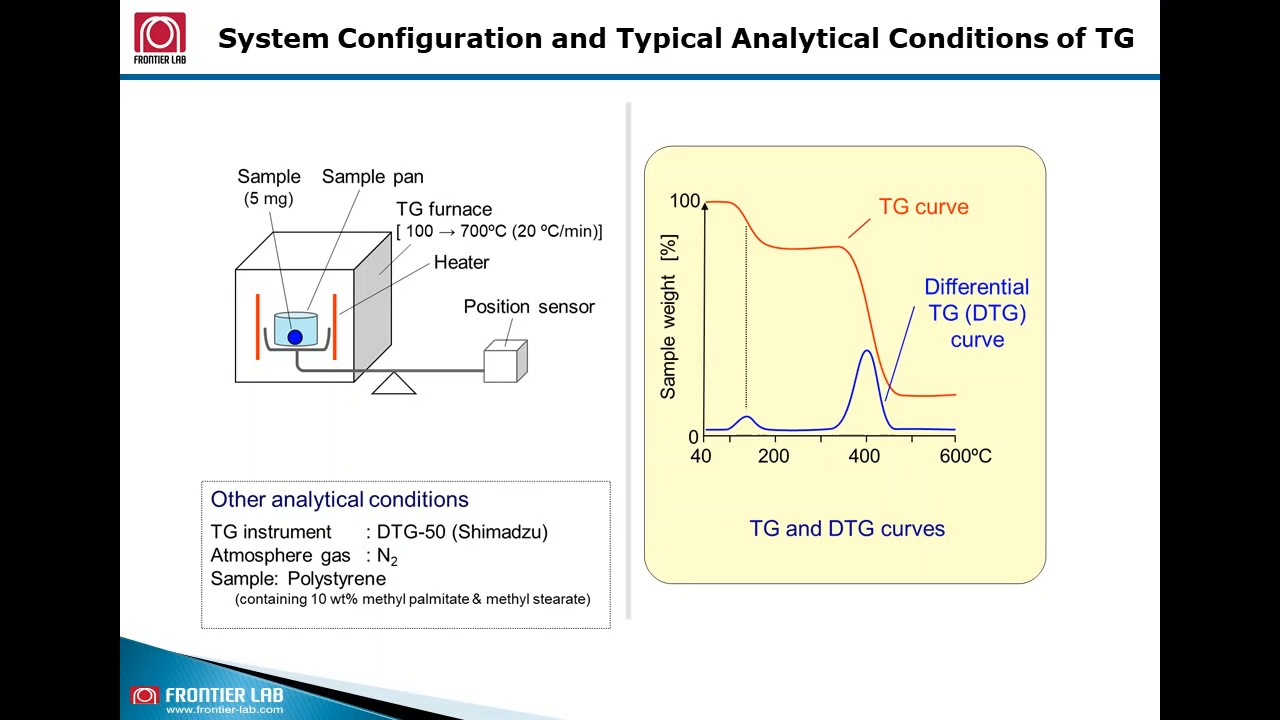 System Configuration and Typical Analytical Conditions of TG
FRONTIER LAB
Sample
(5 mg)
Sample pan
TG furnace
[ 100 → 700ºC (20 ºC/min)]
Heater
Position sensor
Other analytical conditions
TG instrument : DTG-50 (Shimadzu)
Atmosphere gas : N2
Sample: Polystyrene
(containing 10 wt% methyl palmitate & methyl stearate)
100
Sample weight [%]
0
40
200
400
600ºC
TG curve
Differential
TG (DTG)
curve
TG and DTG curves
FRONTIER LAB
www.frontier-lab.com